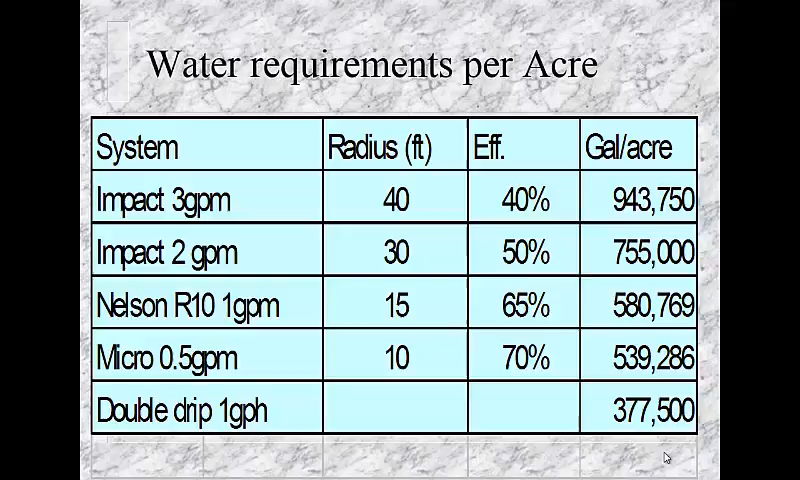 Water requirements per Acre
System Radius (ft) Eff. Gal/acre
Impact 3gpm 40 40% 943,750
Impact 2 gpm 30 50% 755,000
Nelson R10 1gpm 15 65% 580,769
Micro 0.5gpm 10 70% 539,286
Double drip 1gph 377,500